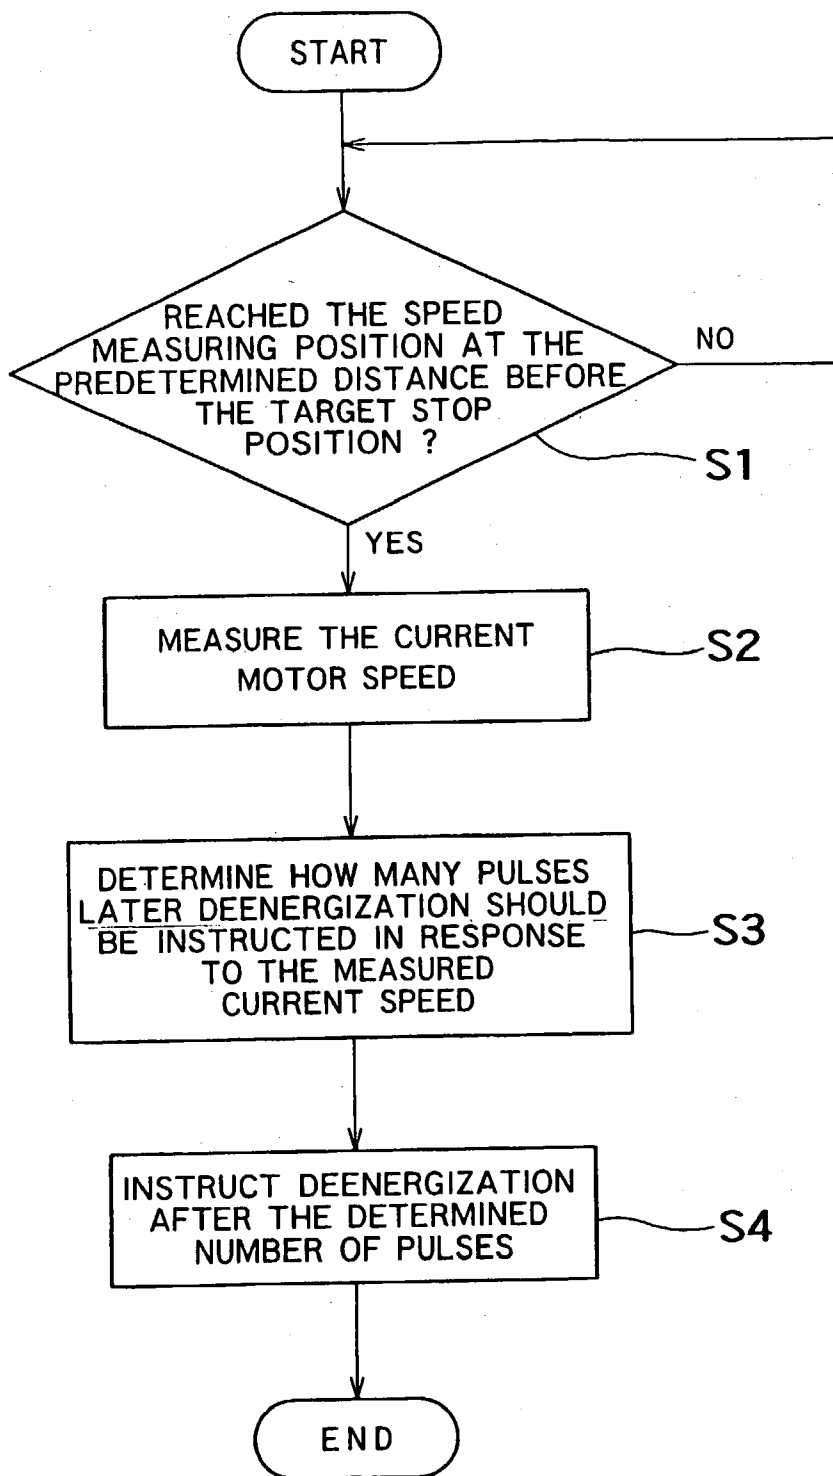 START
REACHED THE SPEED
MEASURING POSITION AT THE
PREDETERMINED DISTANCE BEFORE
THE TARGET STOP
POSITION ?
NO
S1
YES
MEASURE THE CURRENT
MOTOR SPEED
S2
DETERMINE HOW MANY PULSES
LATER DEENERGIZATION SHOULD
BE INSTRUCTED IN RESPONSE
TO THE MEASURED
CURRENT SPEED
S3
INSTRUCT DEENERGIZATION
AFTER THE DETERMINED
NUMBER OF PULSES
S4
END